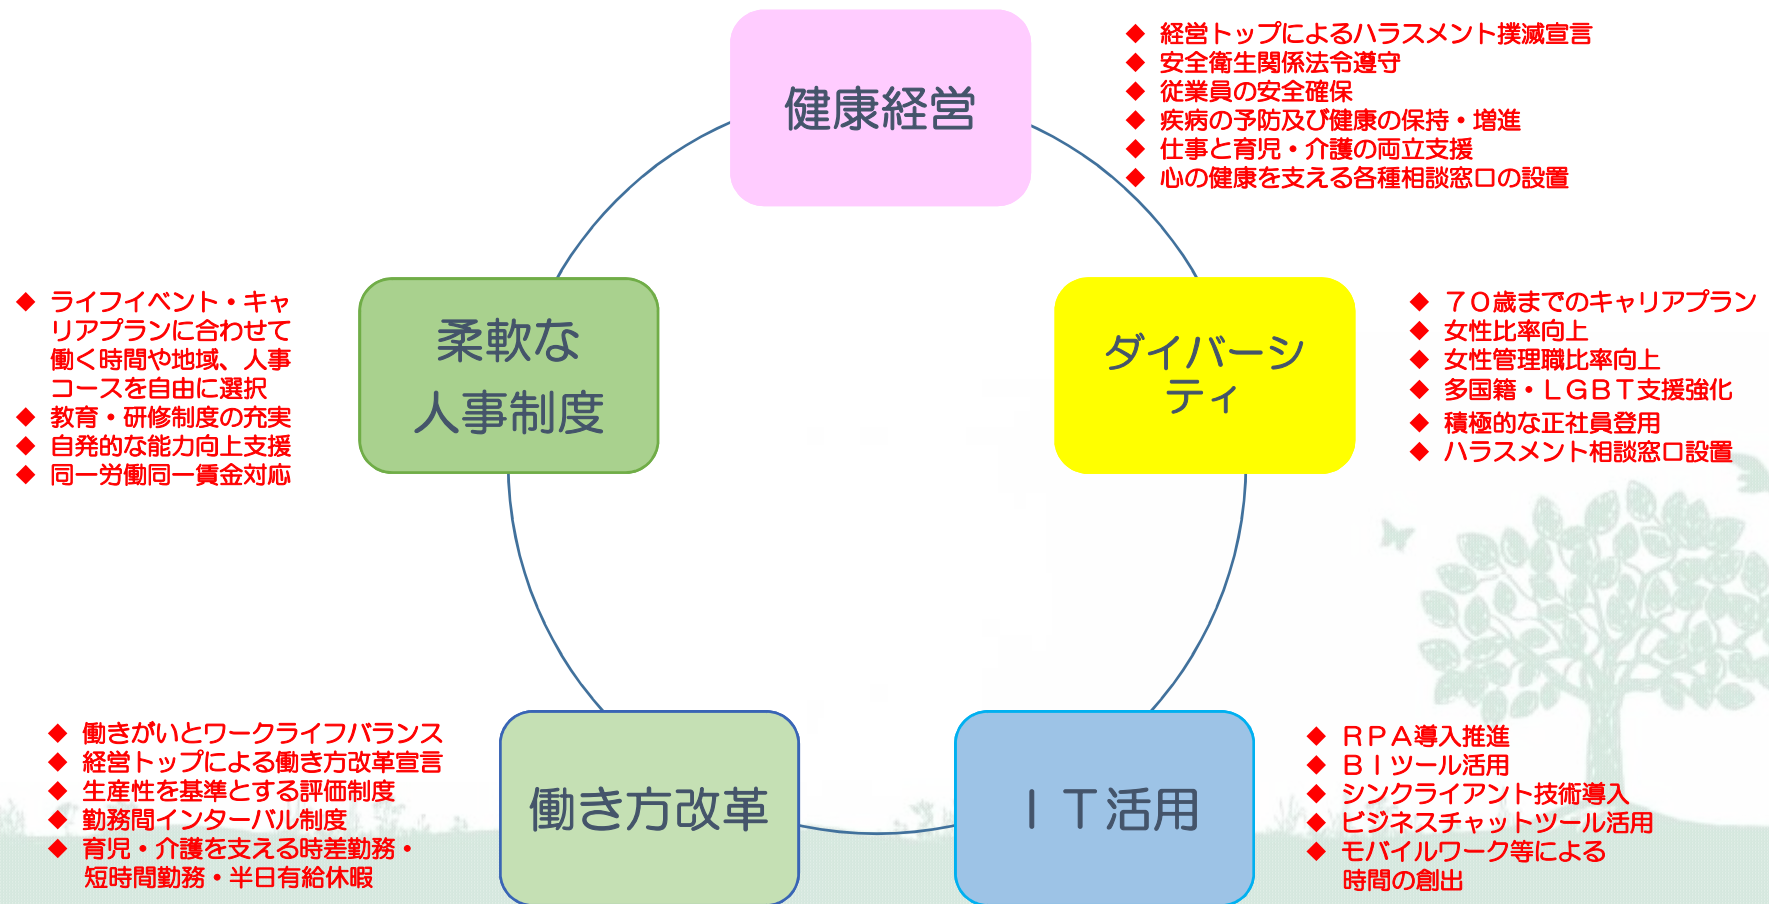 健康経営
◆ 経営トップによるハラスメント撲滅宣言
◆ 安全衛生関係法令遵守
◆ 従業員の安全確保
◆ 疾病の予防及び健康の保持・増進
◆ 仕事と育児・介護の両立支援
◆ 心の健康を支える各種相談窓口の設置
◆ ライフイベント・キャ
リアプランに合わせて
働く時間や地域、人事
コースを自由に選択
◆ 教育・研修制度の充実
◆ 自発的な能力向上支援
◆ 同一労働同一賃金対応
柔軟な
人事制度
ダイバーシ
ティ
◆ 70歳までのキャリアプラン
◆ 女性比率向上
◆ 女性管理職比率向上
◆ 多国籍・LGBT支援強化
◆ 積極的な正社員登用
◆ ハラスメント相談窓口設置
◆ 働きがいとワークライフバランス
◆ 経営トップによる働き方改革宣言
◆ 生産性を基準とする評価制度
◆ 勤務間インターバル制度
◆ 育児・介護を支える時差勤務・
短時間勤務・半日有給休暇
働き方改革
IT活用
◆ RPA導入推進
◆ BIツール活用
◆ シンクライアント技術導入
◆ ビジネスチャットツール活用
◆ モバイルワーク等による
時間の創出